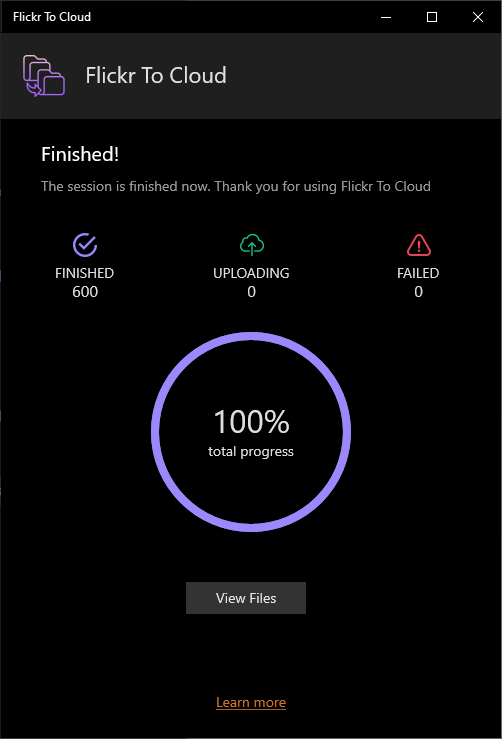 Flickr To Cloud
Flickr To Cloud
Finished!
The session is finished now. Thank you for using Flickr To Cloud
FINISHED UPLOADING FAILED
600 0 0
100%
total progress
View Files
Learn more